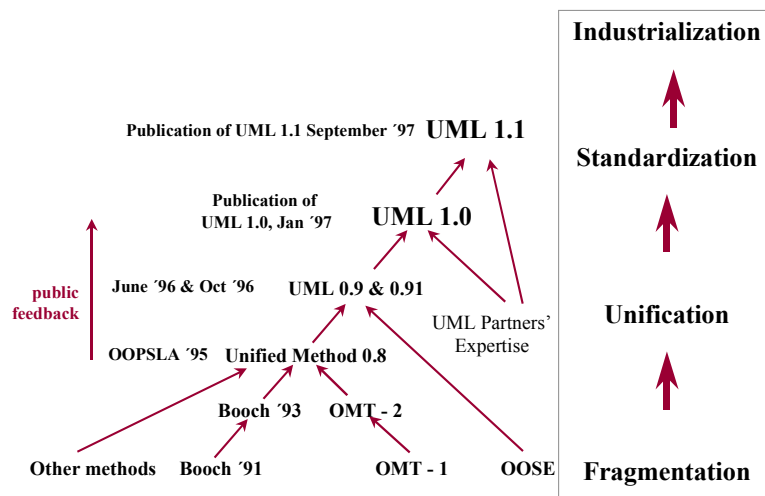 Industrialization
Publication of UML 1.1 September ´97 UML 1.1
Standardization
Publication of
UML 1.0, Jan ´97
UML 1.0
public
feedback
June ´96 & Oct ´96
UML 0.9 & 0.91
UML Partners’
Expertise
Unification
OOPSLA ´95
Unified Method 0.8
Booch ´93
OMT - 2
Other methods
Booch ´91
OMT - 1
OOSE
Fragmentation